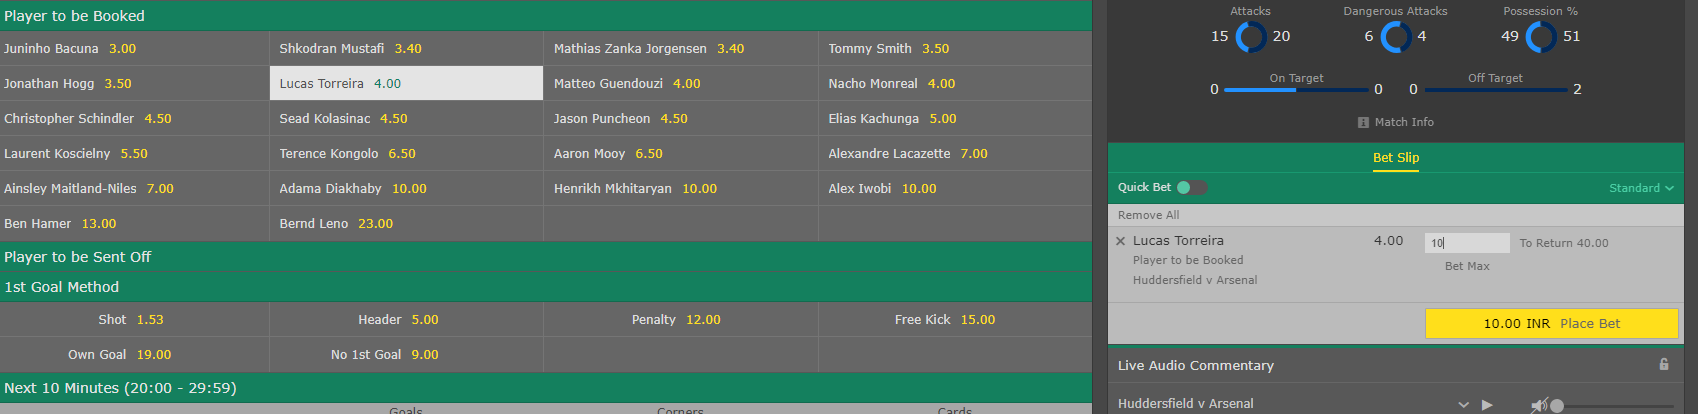 Player to be Booked
Juninho Bacuna 3.00 Shkodran Mustafi 3.40 Mathias Zanka Jorgensen 3.40 Tommy Smith 3.50
Jonathan Hogg 3.50 Lucas Torreira 4.00 Matteo Guendouzi 4.00 Nacho Monreal 4.00
Christopher Schindler 4.50 Sead Kolasinac 4.50 Jason Puncheon 4.50 Elias Kachunga 5.00
Laurent Koscielny 5.50 Terence Kongolo 6.50 Aaron Mooy 6.50 Alexandre Lacazette 7.00
Ainsley Maitland-Niles 7.00 Adama Diakhaby 10.00 Henrikh Mkhitaryan 10.00 Alex Iwobi 10.00
Ben Hamer 13.00 Bernd Leno 23.00
Player to be Sent Off
1st Goal Method
Shot 1.53 Header 5.00 Penalty 12.00 Free Kick 15.00
Own Goal 19.00 No 1st Goal 9.00
Next 10 Minutes (20:00 - 29:59)
Goals Corners Cards
Attacks Dangerous Attacks Possession %
15 20 6 4 49 51
On Target Off Target
0 0 0 2
Match Info
Bet Slip
Quick Bet Standard
Remove All
Lucas Torreira 4.00 10 To Return 40.00
Player to be Booked Bet Max
Huddersfield v Arsenal
10.00 INR Place Bet
Live Audio Commentary
Huddersfield v Arsenal